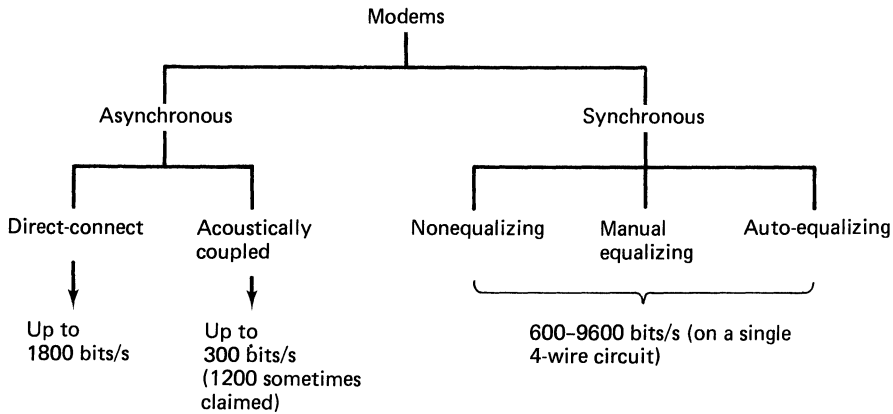 Modems
Asynchronous
Synchronous
Direct-connect
Acoustically
coupled
Nonequalizing
Manual
equalizing
Auto-equalizing
Up to
1800 bits/s
Up to
300 bits/s
(1200 sometimes
claimed)
600–9600 bits/s (on a single
4-wire circuit)